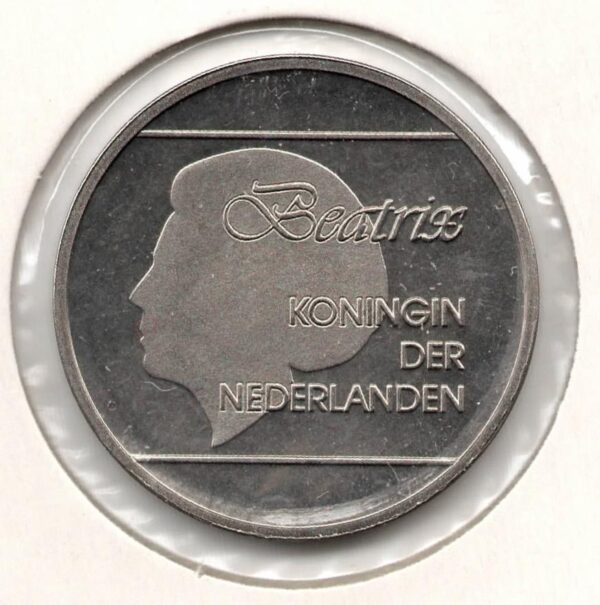 Beatrix
KONINGIN
DER
NEDERLANDEN